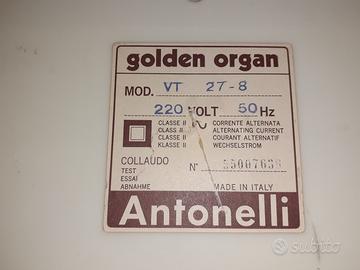 golden organ
MOD. VT 27-8
220 VOLT 50 Hz
CLASSE II CORRENTE ALTERNATA
CLASS II ALTERNATING CURRENT
CLASSE II COURANT ALTERNATIF
KLASSE II WECHSELSTROM
COLLAUDO N°
TEST
ESSAI
ABNAHME MADE IN ITALY
Antonelli
subito